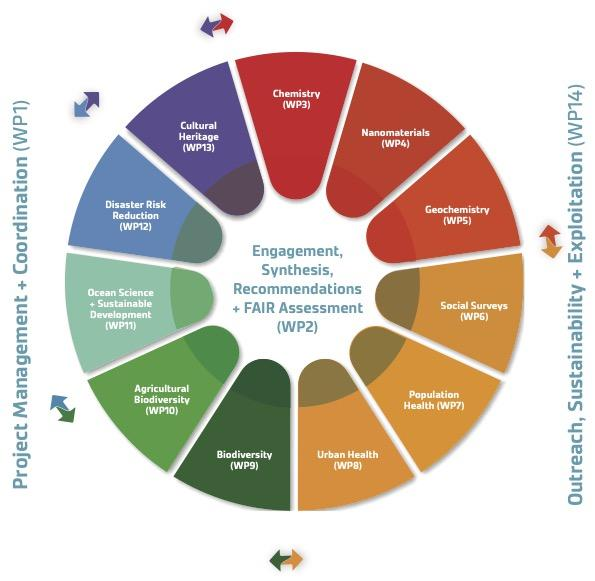 Project Management + Coordination (WP1)
Chemistry
(WP3)
Nanomaterials
(WP4)
Geochemistry
(WP5)
Social Surveys
(WP6)
Population
Health (WP7)
Urban Health
(WP8)
Biodiversity
(WP9)
Agricultural
Biodiversity
(WP10)
Ocean Science
+ Sustainable
Development
(WP11)
Disaster Risk
Reduction
(WP12)
Cultural
Heritage
(WP13)
Engagement,
Synthesis,
Recommendations
+ FAIR Assessment
(WP2)
Outreach, Sustainability + Exploitation (WP14)